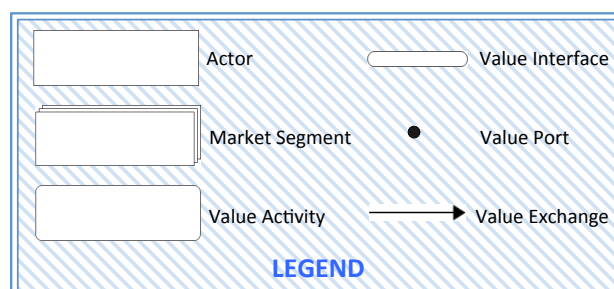 Actor
Value Interface
Market Segment
Value Port
Value Activity
Value Exchange
LEGEND